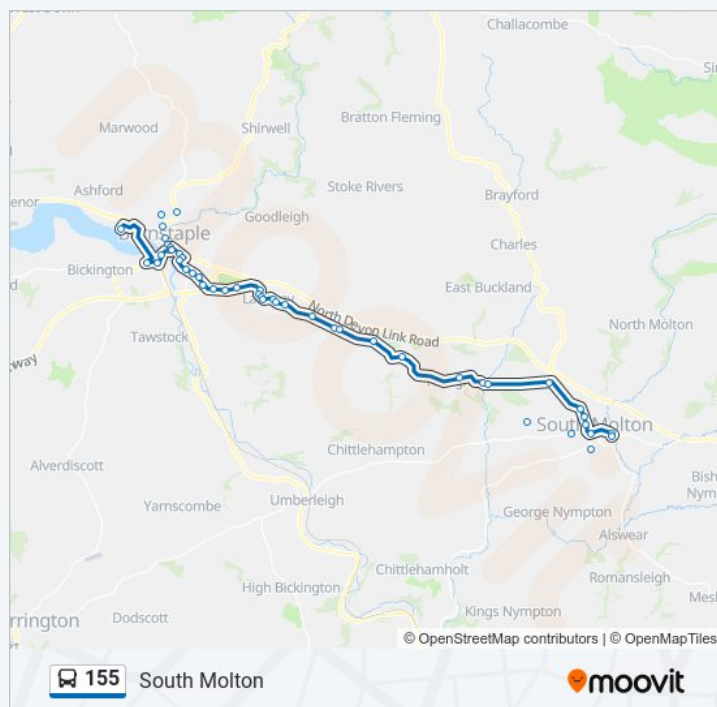 Challacombe
Marwood
Shirwell
Bratton Fleming
Ashford
Stoke Rivers
Brayford
Goodleigh
Barnstaple
Charles
Bickington
East Buckland
North Devon Link Road
North Molton
Tawstock
South Molton
Chittlehampton
Alverdiscott
Umberleigh
Yarnscombe
George Nympton
Alswear
Chittlehamholt
Romansleigh
High Bickington
Kings Nympton
Dodscott
rrington
© OpenStreetMap contributors | © OpenMapTiles
155 South Molton
moovit